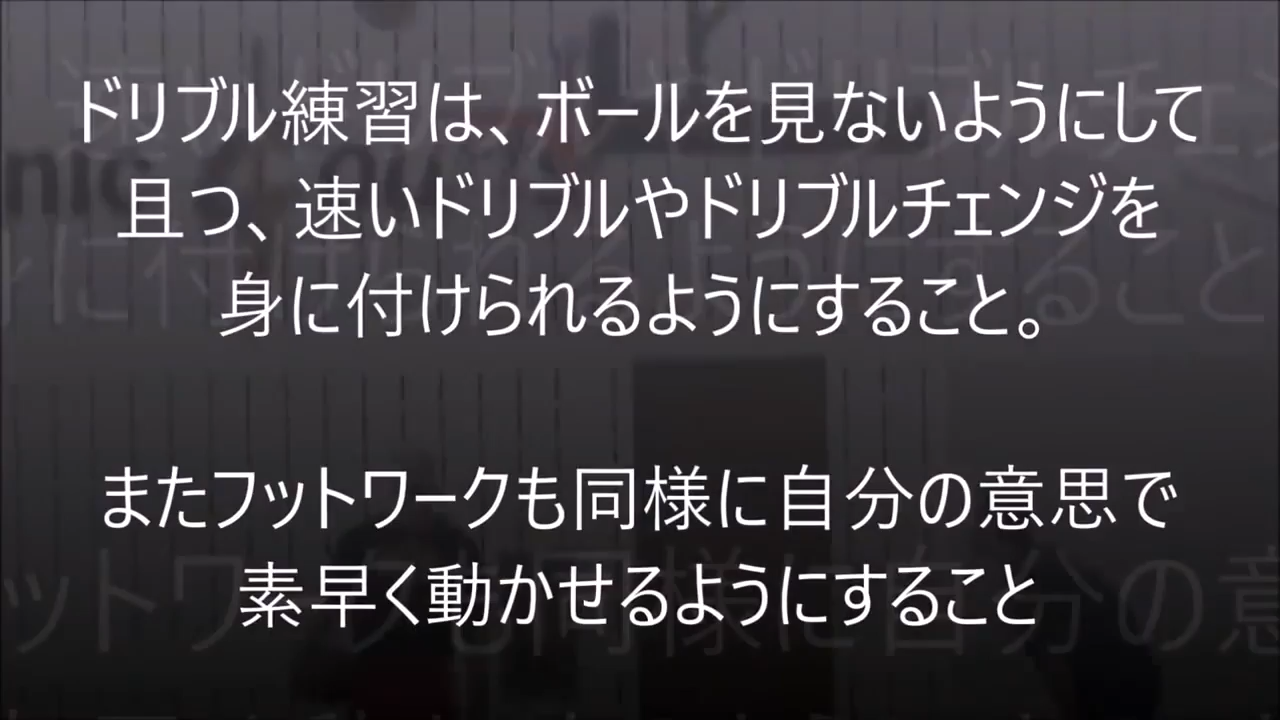 ドリブル練習は、ボールを見ないようにして
且つ、速いドリブルやドリブルチェンジを
身に付けられるようにすること。
またフットワークも同様に自分の意思で
素早く動かせるようにすること